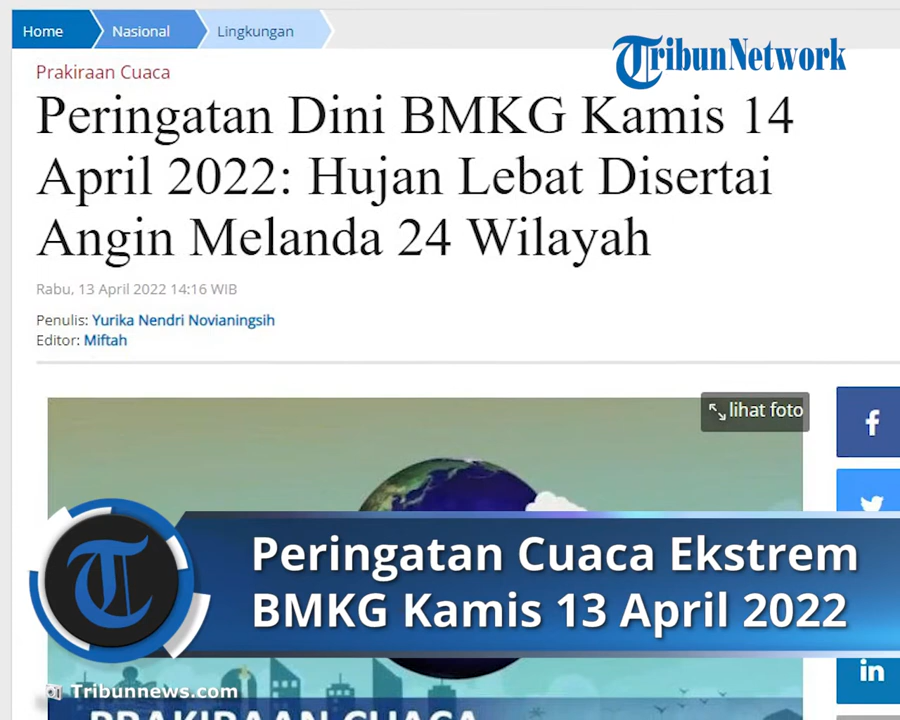 Home Nasional Lingkungan
TribunNetwork
Prakiraan Cuaca
Peringatan Dini BMKG Kamis 14
April 2022: Hujan Lebat Disertai
Angin Melanda 24 Wilayah
Rabu, 13 April 2022 14:16 WIB
Penulis: Yurika Nendri Novianingsih
Editor: Miftah
lihat foto
f
Peringatan Cuaca Ekstrem
BMKG Kamis 13 April 2022
T
in
Tribunnews.com
PRAKIRAAN CUACA